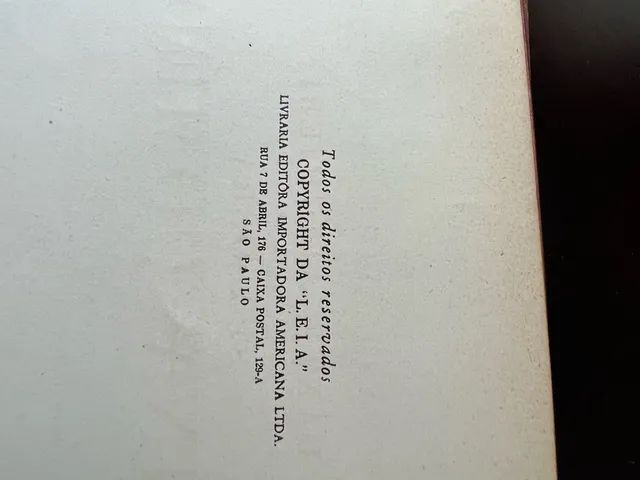 Todos os direitos reservados
COPYRIGHT DA "L. E. I. A."
LIVRARIA EDITÔRA IMPORTADORA AMERICANA LTDA.
RUA 7 DE ABRIL, 176 — CAIXA POSTAL, 129-A
SÃO PAULO